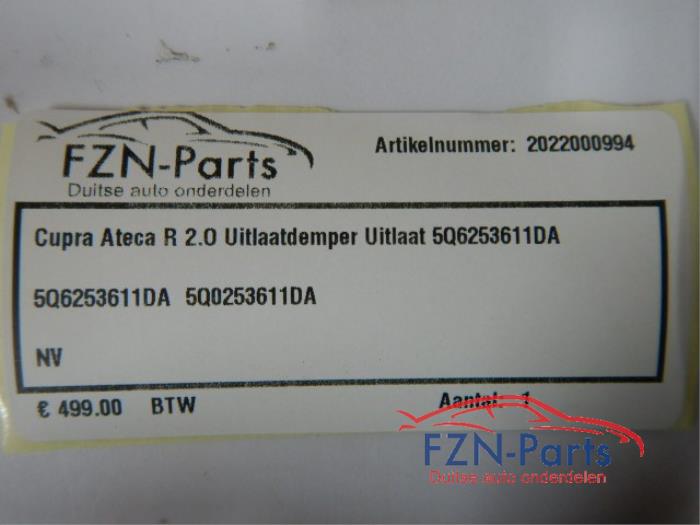 FZN-Parts
Duitse auto onderdelen
Artikelnummer: 2022000994
Cupra Ateca R 2.0 Uitlaatdemper Uitlaat 5Q6253611DA
5Q6253611DA 5Q0253611DA
NV
€ 499.00 BTW
Aantal: 1
FZN-Parts
Duitse auto onderdelen